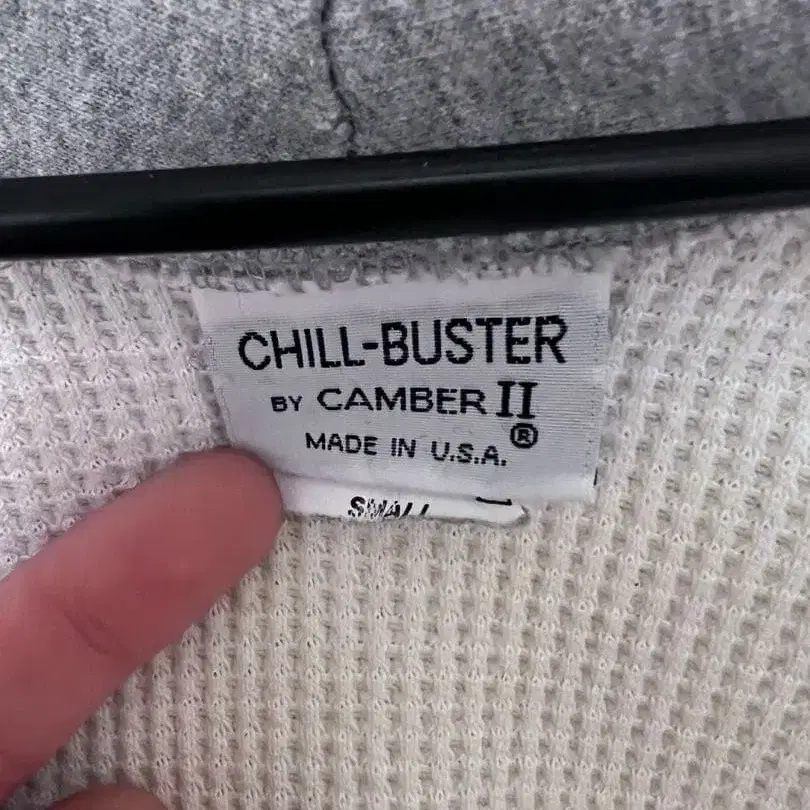 CHILL-BUSTER
BY CAMBER II
®
MADE IN U.S.A.
SMALL